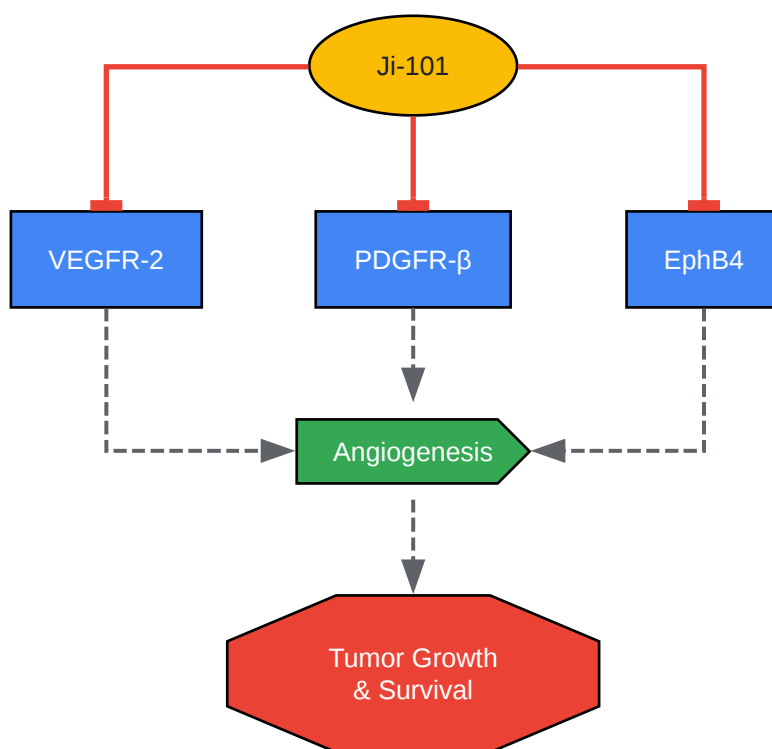 Ji-101
VEGFR-2
PDGFR-β
EphB4
Angiogenesis
Tumor Growth
& Survival